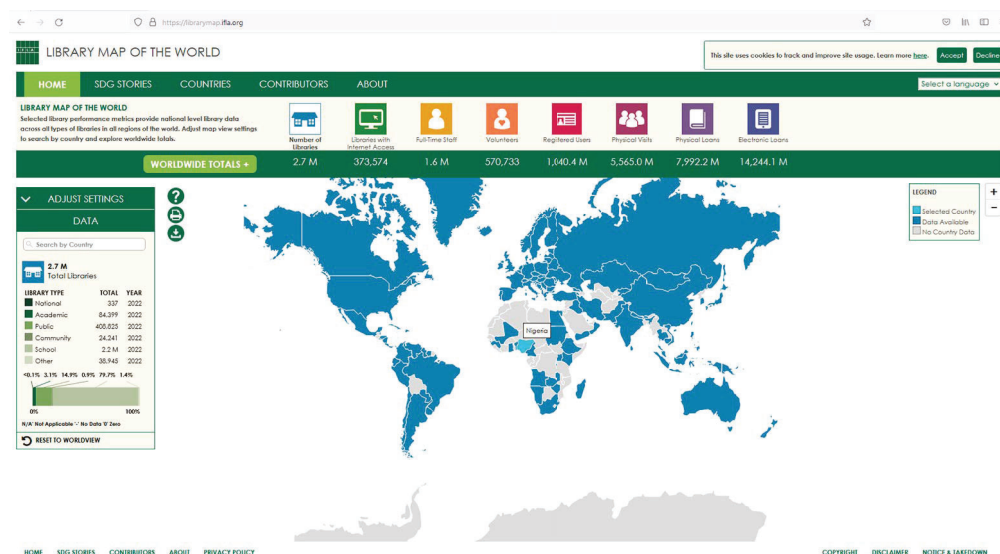 https://librarymap.ifla.org
LIBRARY MAP OF THE WORLD
This site uses cookies to track and improve site usage. Learn more here. Accept Decline
HOME SDG STORIES COUNTRIES CONTRIBUTORS ABOUT
Select a language
LIBRARY MAP OF THE WORLD
Selected library performance metrics provide national level library data
across all types of libraries in all regions of the world. Adjust map view settings
to search by country and explore worldwide totals.
Number of Libraries
Libraries with Internet Access
Full-Time Staff
Volunteers
Registered Users
Physical Visits
Physical Loans
Electronic Loans
WORLDWIDE TOTALS + 2.7 M 373,574 1.6 M 570,733 1,040.4 M 5,565.0 M 7,992.2 M 14,244.1 M
ADJUST SETTINGS
DATA
Search by Country
2.7 M
Total Libraries
LIBRARY TYPE TOTAL YEAR
National 337 2022
Academic 84,399 2022
Public 408,825 2022
Community 24,241 2022
School 2.2 M 2022
Other 38,945 2022
<0.1% 3.1% 14.9% 0.9% 79.7% 1.4%
0% 100%
N/A' Not Applicable '-' No Data '0' Zero
RESET TO WORLDVIEW
?
Nigeria
LEGEND
Selected Country
Data Available
No Country Data
+
−
HOME SDG STORIES CONTRIBUTORS ABOUT PRIVACY POLICY
COPYRIGHT DISCLAIMER NOTICE & TAKEDOWN